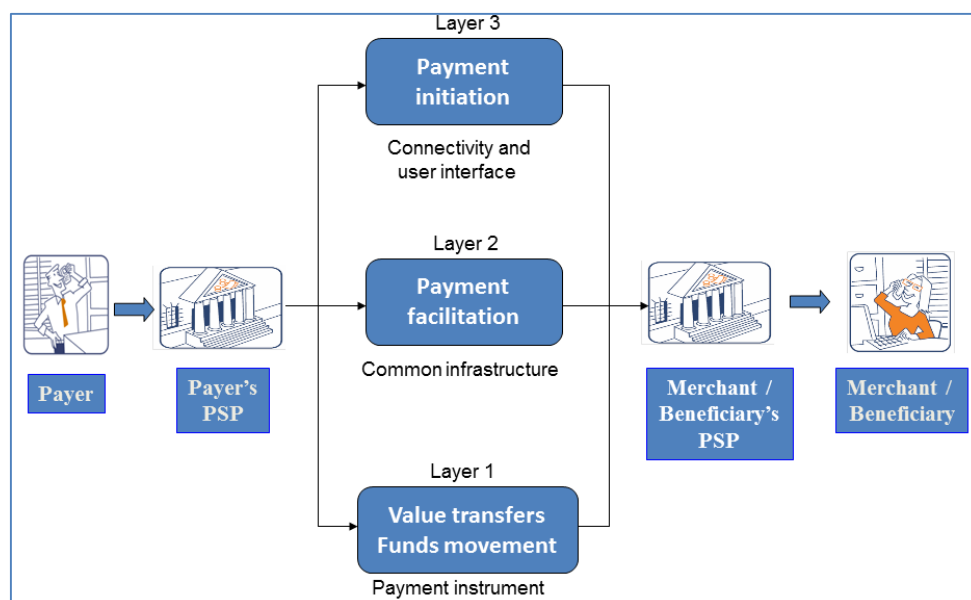 Layer 3
Payment
initiation
Connectivity and
user interface
Layer 2
Payment
facilitation
Common infrastructure
Payer
Payer's
PSP
Merchant /
Beneficiary's
PSP
Merchant /
Beneficiary
Layer 1
Value transfers
Funds movement
Payment instrument